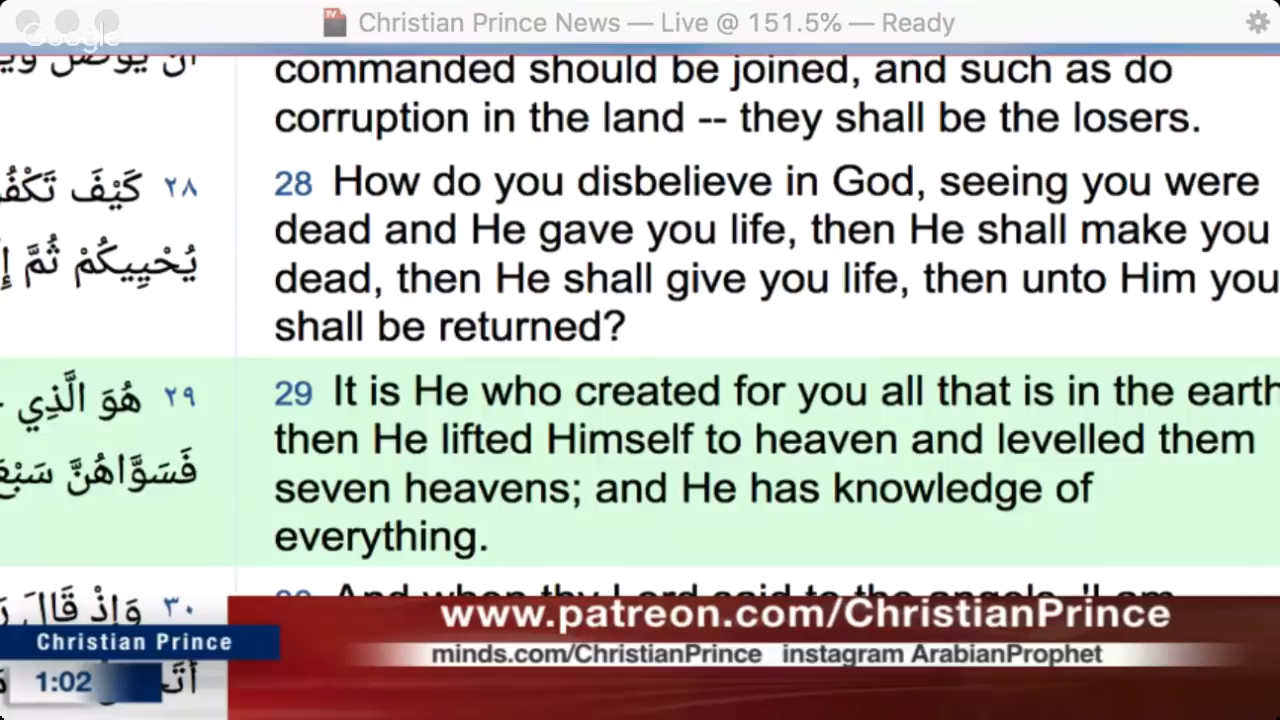 Christian Prince News — Live @ 151.5% — Ready
Google
commanded should be joined, and such as do
corruption in the land -- they shall be the losers.
28 How do you disbelieve in God, seeing you were
dead and He gave you life, then He shall make you
dead, then He shall give you life, then unto Him you
shall be returned?
٢٨ كَيْفَ
يُحْيِيكُمْ ثُمَّ
29 It is He who created for you all that is in the earth
then He lifted Himself to heaven and levelled them
seven heavens; and He has knowledge of
everything.
٢٩ هُوَ الَّذِي
فَسَوَّاهُنَّ
٣٠ وَإِذْ قَالَ
www.patreon.com/ChristianPrince
Christian Prince
minds.com/ChristianPrince instagram ArabianProphet
1:02